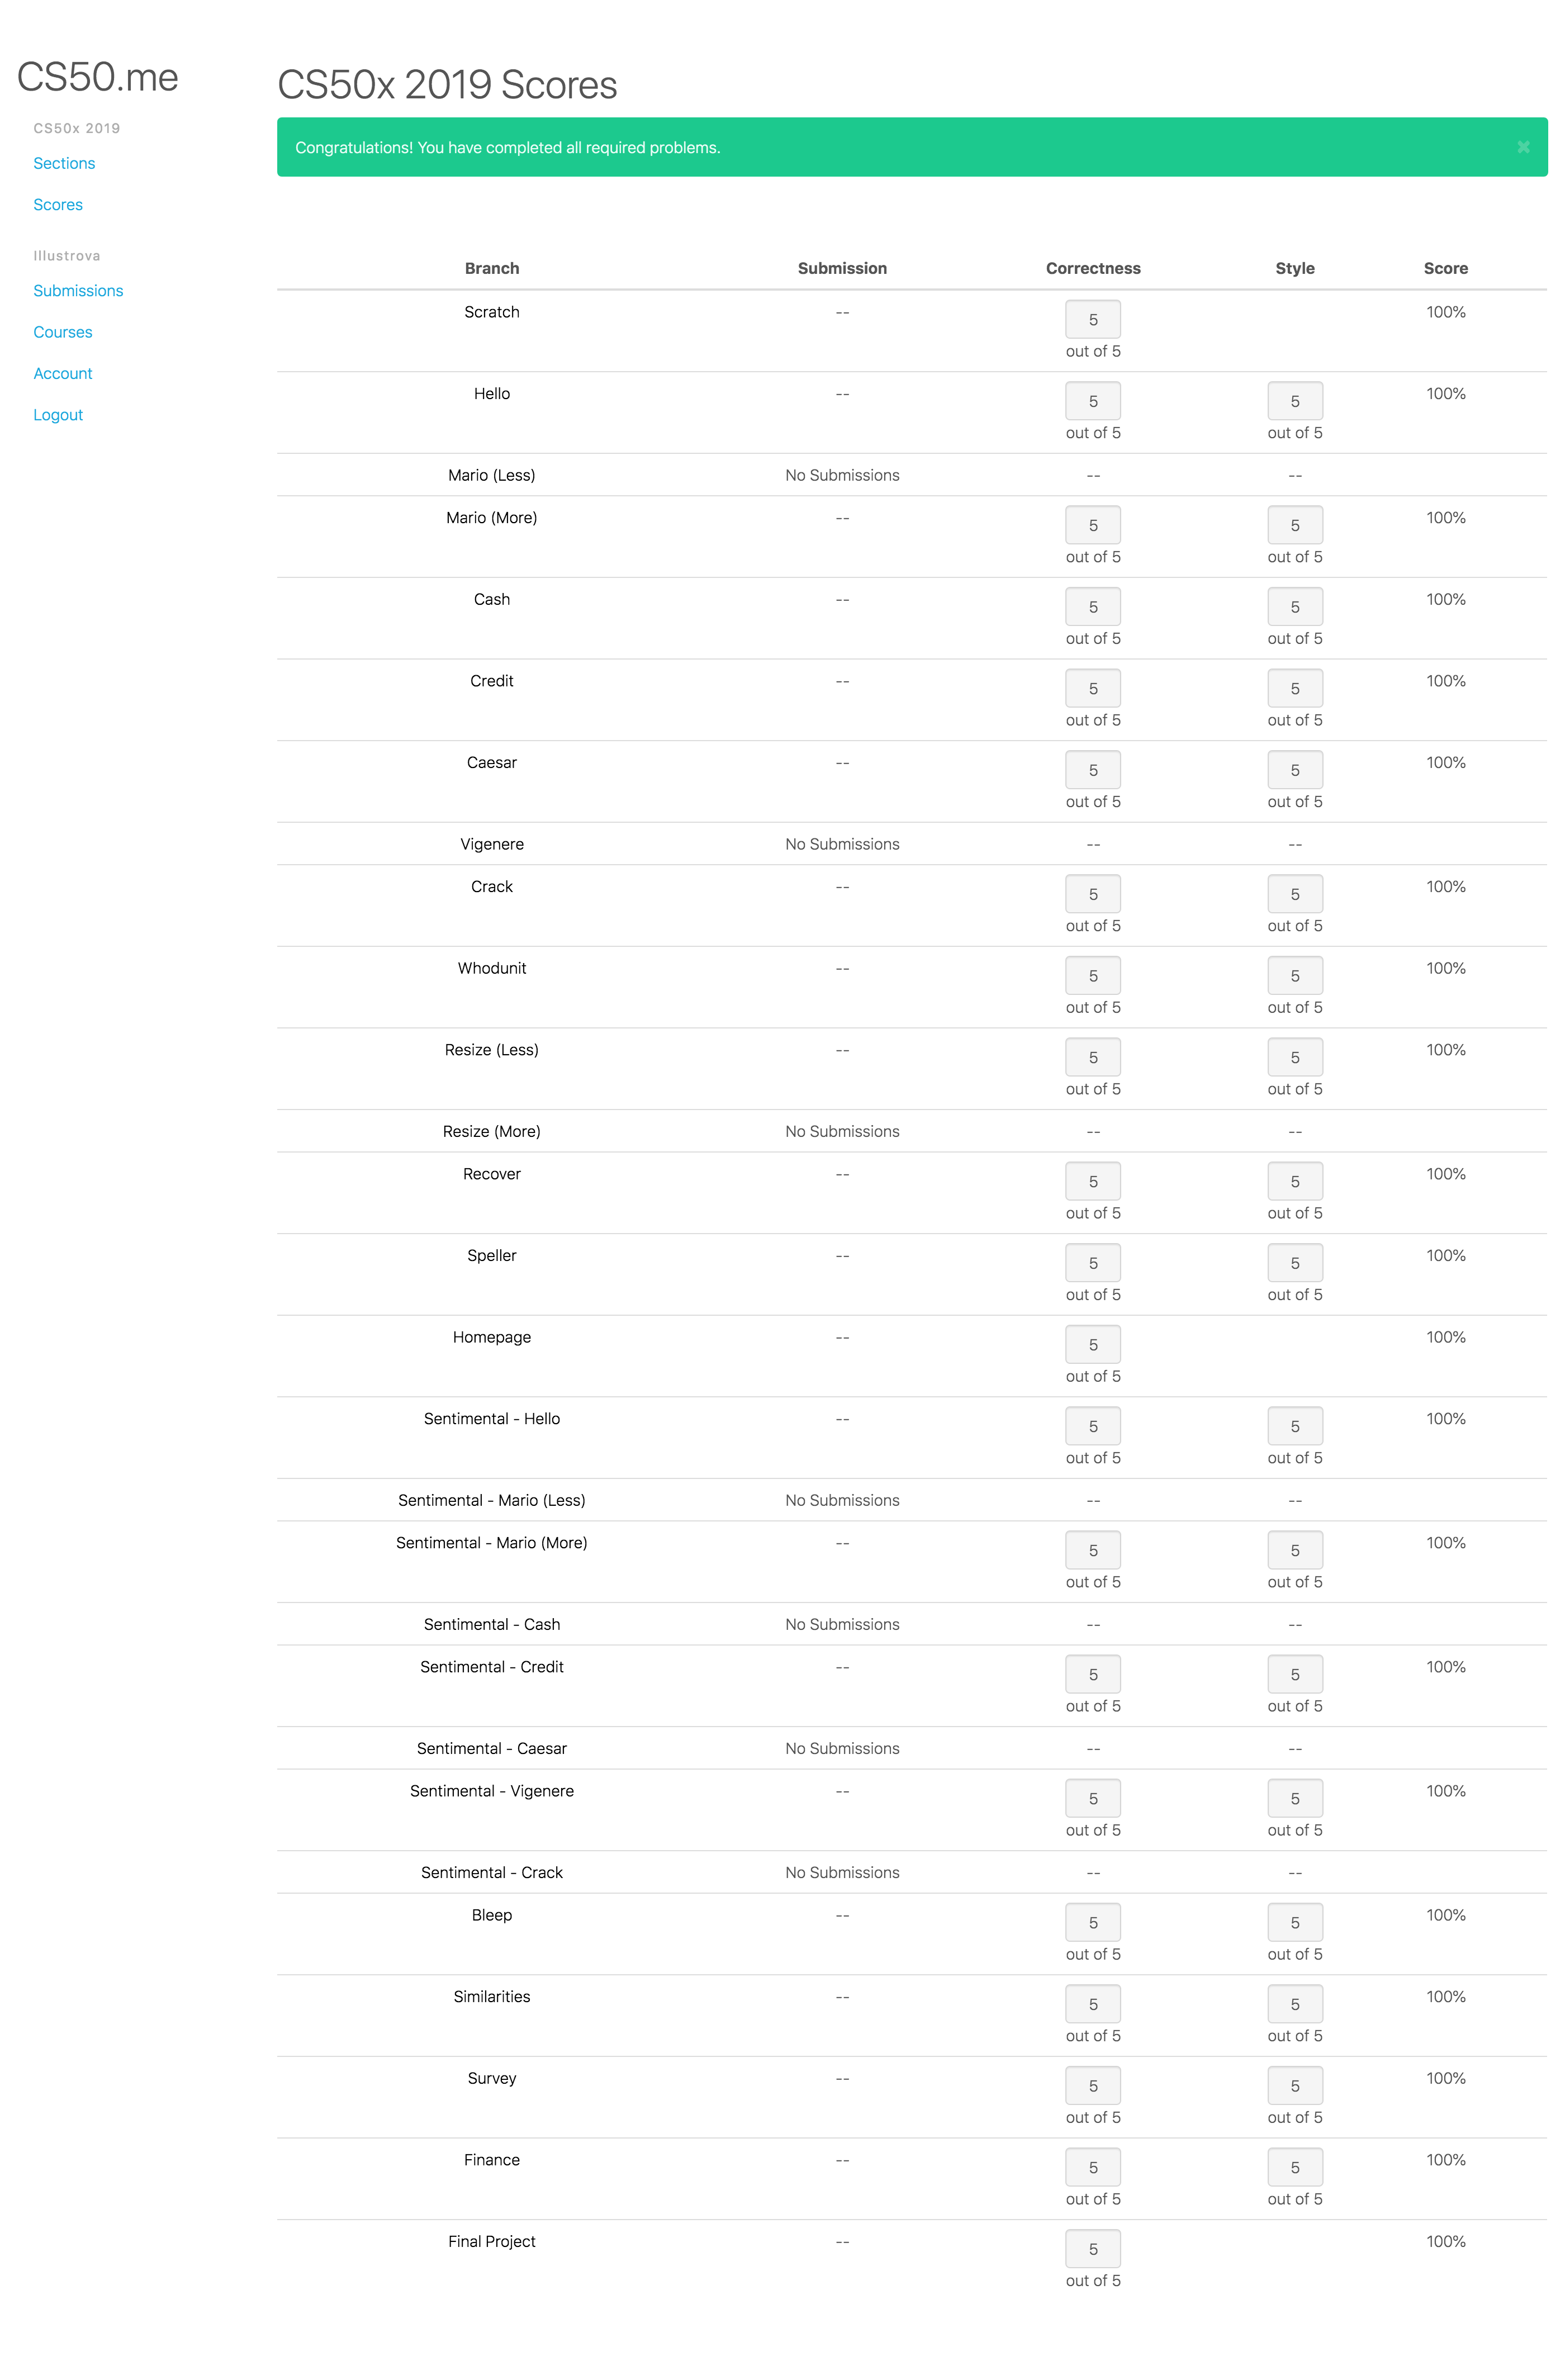 CS50.me
CS50x 2019
Sections
Scores
Illustrova
Submissions
Courses
Account
Logout
CS50x 2019 Scores
Congratulations! You have completed all required problems. ×
Branch Submission Correctness Style Score
Scratch -- 5 100%
out of 5
Hello -- 5 5 100%
out of 5 out of 5
Mario (Less) No Submissions -- --
Mario (More) -- 5 5 100%
out of 5 out of 5
Cash -- 5 5 100%
out of 5 out of 5
Credit -- 5 5 100%
out of 5 out of 5
Caesar -- 5 5 100%
out of 5 out of 5
Vigenere No Submissions -- --
Crack -- 5 5 100%
out of 5 out of 5
Whodunit -- 5 5 100%
out of 5 out of 5
Resize (Less) -- 5 5 100%
out of 5 out of 5
Resize (More) No Submissions -- --
Recover -- 5 5 100%
out of 5 out of 5
Speller -- 5 5 100%
out of 5 out of 5
Homepage -- 5 100%
out of 5
Sentimental - Hello -- 5 5 100%
out of 5 out of 5
Sentimental - Mario (Less) No Submissions -- --
Sentimental - Mario (More) -- 5 5 100%
out of 5 out of 5
Sentimental - Cash No Submissions -- --
Sentimental - Credit -- 5 5 100%
out of 5 out of 5
Sentimental - Caesar No Submissions -- --
Sentimental - Vigenere -- 5 5 100%
out of 5 out of 5
Sentimental - Crack No Submissions -- --
Bleep -- 5 5 100%
out of 5 out of 5
Similarities -- 5 5 100%
out of 5 out of 5
Survey -- 5 5 100%
out of 5 out of 5
Finance -- 5 5 100%
out of 5 out of 5
Final Project -- 5 100%
out of 5